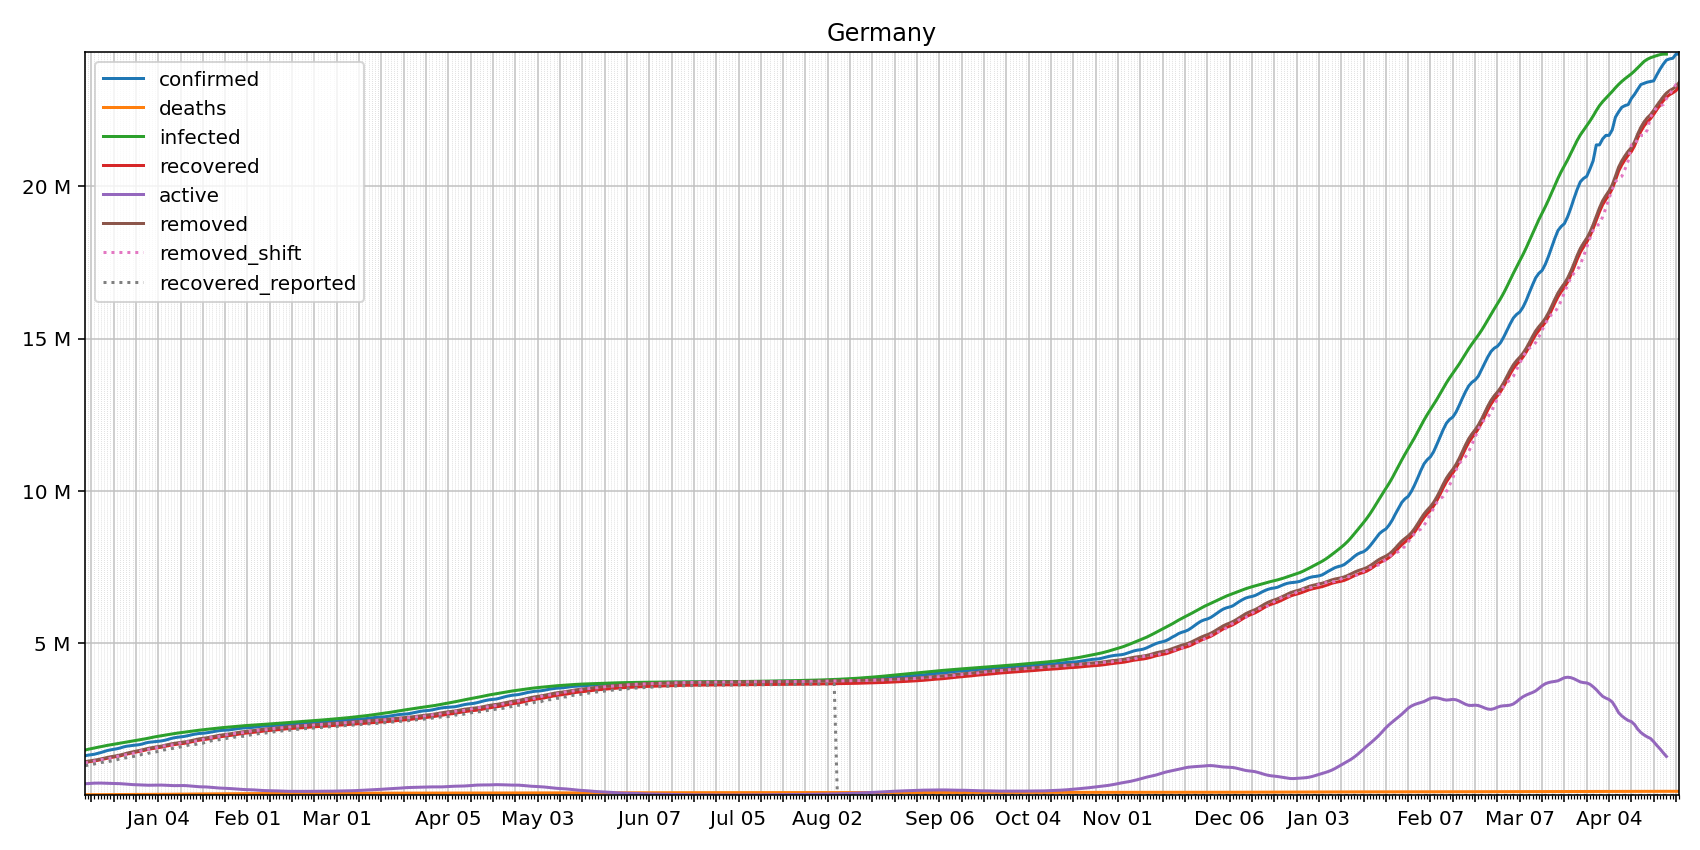 Germany
confirmed
deaths
infected
recovered
active
removed
removed_shift
recovered_reported
20 M
15 M
10 M
5 M
Jan 04 Feb 01 Mar 01 Apr 05 May 03 Jun 07 Jul 05 Aug 02 Sep 06 Oct 04 Nov 01 Dec 06 Jan 03 Feb 07 Mar 07 Apr 04